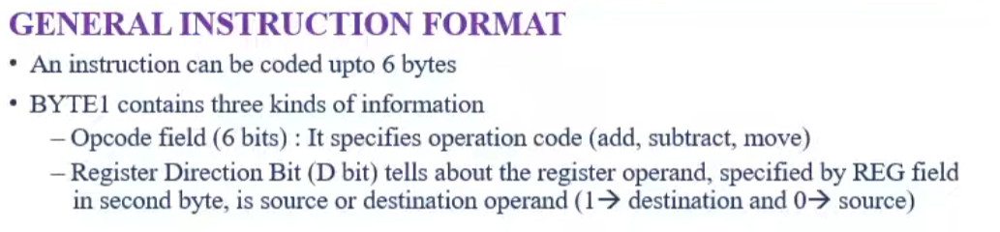 GENERAL INSTRUCTION FORMAT
• An instruction can be coded upto 6 bytes
• BYTE1 contains three kinds of information
– Opcode field (6 bits) : It specifies operation code (add, subtract, move)
– Register Direction Bit (D bit) tells about the register operand, specified by REG field
in second byte, is source or destination operand (1→ destination and 0→ source)